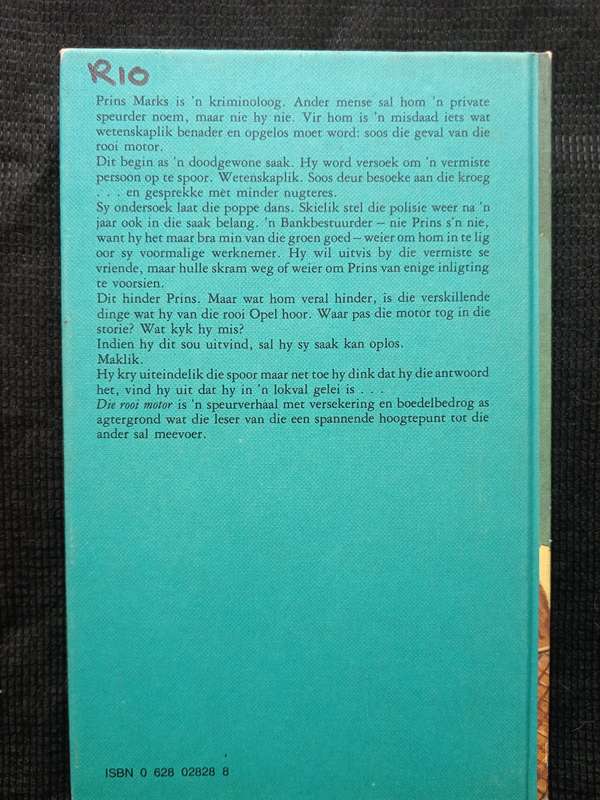 R10
Prins Marks is 'n kriminoloog. Ander mense sal hom 'n private
speurder noem, maar nie hy nie. Vir hom is 'n misdaad iets wat
wetenskaplik benader en opgelos moet word: soos die geval van die
rooi motor.
Dit begin as 'n doodgewone saak. Hy word versoek om 'n vermiste
persoon op te spoor. Wetenskaplik. Soos deur besoeke aan die kroeg
. . . en gesprekke met minder nugteres.
Sy ondersoek laat die poppe dans. Skielik stel die polisie weer na 'n
jaar ook in die saak belang. 'n Bankbestuurder – nie Prins s'n nie,
want hy het maar bra min van die groen goed – weier om hom in te lig
oor sy voormalige werknemer. Hy wil uitvis by die vermiste se
vriende, maar hulle skram weg of weier om Prins van enige inligting
te voorsien.
Dit hinder Prins. Maar wat hom veral hinder, is die verskillende
dinge wat hy van die rooi Opel hoor. Waar pas die motor tog in die
storie? Wat kyk hy mis?
Indien hy dit sou uitvind, sal hy sy saak kan oplos.
Maklik.
Hy kry uiteindelik die spoor maar net toe hy dink dat hy die antwoord
het, vind hy uit dat hy in 'n lokval gelei is . . .
Die rooi motor is 'n speurverhaal met versekering en boedelbedrog as
agtergrond wat die leser van die een spannende hoogtepunt tot die
ander sal meevoer.
ISBN 0 628 02828 8